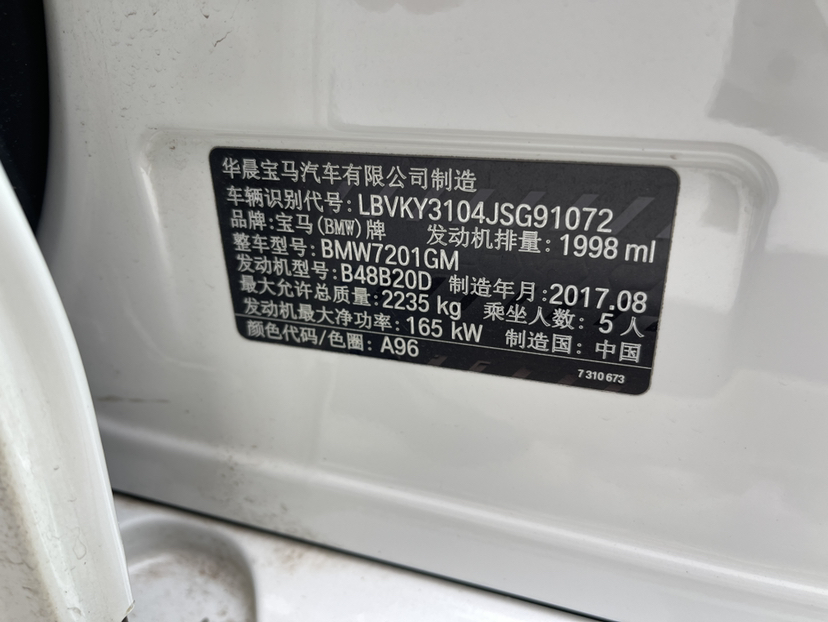 华晨宝马汽车有限公司制造
车辆识别代号: LBVKY3104JSG91072
品牌: 宝马(BMW)牌 发动机排量: 1998 ml
整车型号: BMW7201GM
发动机型号: B48B20D 制造年月: 2017.08
最大允许总质量: 2235 kg 乘坐人数: 5 人
发动机最大净功率: 165 kW 制造国: 中国
颜色代码/色圈: A96
7 310 673